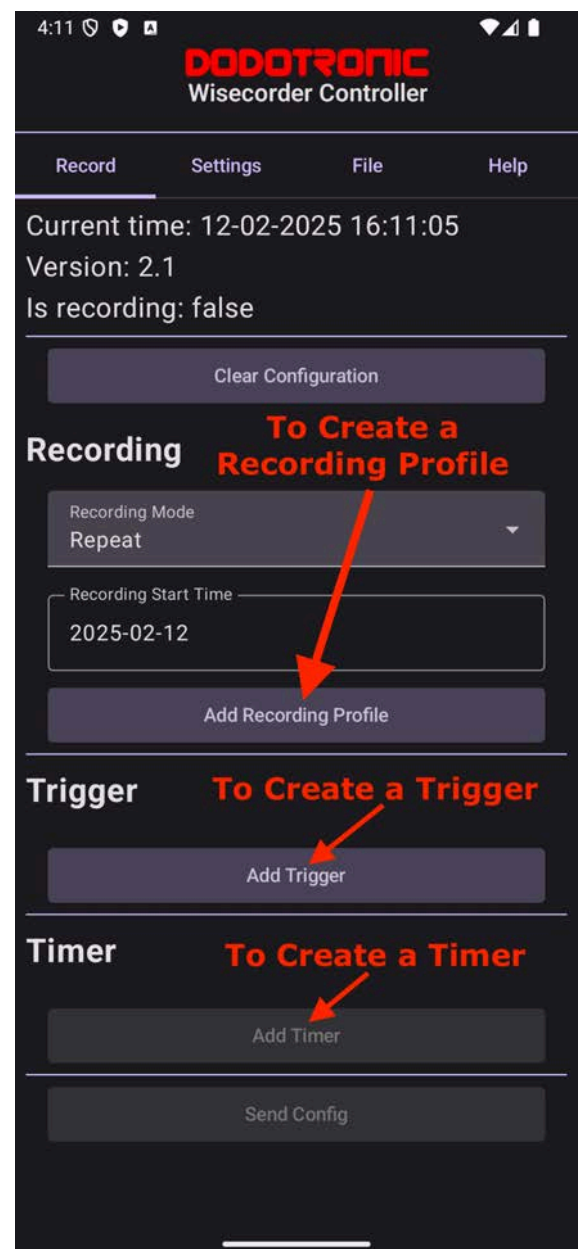 4:11
DODOTRONIC
Wisecorder Controller
Record Settings File Help
Current time: 12-02-2025 16:11:05
Version: 2.1
Is recording: false
Clear Configuration
To Create a
Recording Recording Profile
Recording Mode
Repeat
Recording Start Time
2025-02-12
Add Recording Profile
Trigger To Create a Trigger
Add Trigger
Timer To Create a Timer
Add Timer
Send Config